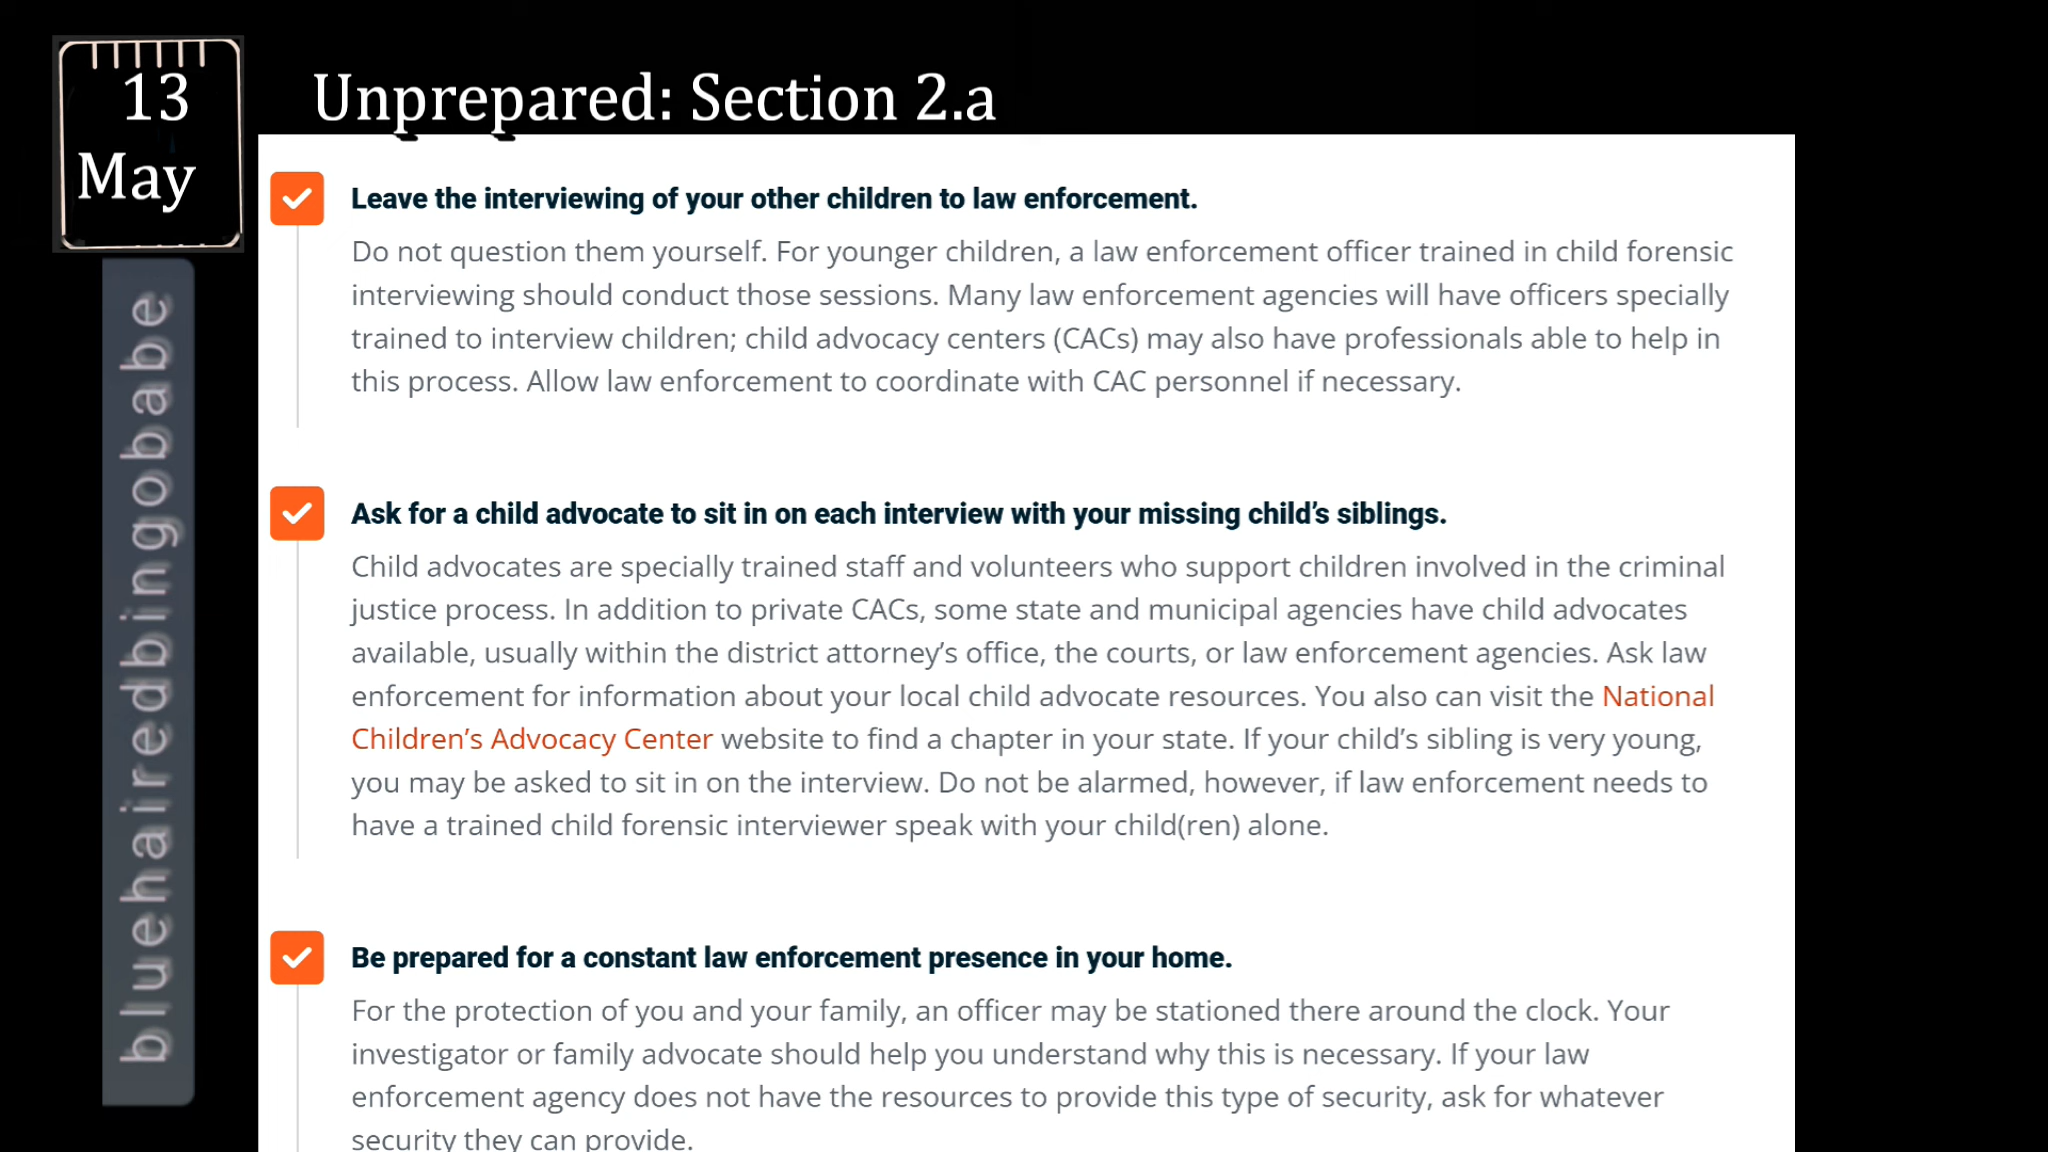 13
May
Unprepared: Section 2.a
bluehairedblingobabe
Leave the interviewing of your other children to law enforcement.
Do not question them yourself. For younger children, a law enforcement officer trained in child forensic
interviewing should conduct those sessions. Many law enforcement agencies will have officers specially
trained to interview children; child advocacy centers (CACs) may also have professionals able to help in
this process. Allow law enforcement to coordinate with CAC personnel if necessary.
Ask for a child advocate to sit in on each interview with your missing child’s siblings.
Child advocates are specially trained staff and volunteers who support children involved in the criminal
justice process. In addition to private CACs, some state and municipal agencies have child advocates
available, usually within the district attorney’s office, the courts, or law enforcement agencies. Ask law
enforcement for information about your local child advocate resources. You also can visit the National
Children’s Advocacy Center website to find a chapter in your state. If your child’s sibling is very young,
you may be asked to sit in on the interview. Do not be alarmed, however, if law enforcement needs to
have a trained child forensic interviewer speak with your child(ren) alone.
Be prepared for a constant law enforcement presence in your home.
For the protection of you and your family, an officer may be stationed there around the clock. Your
investigator or family advocate should help you understand why this is necessary. If your law
enforcement agency does not have the resources to provide this type of security, ask for whatever
security they can provide.